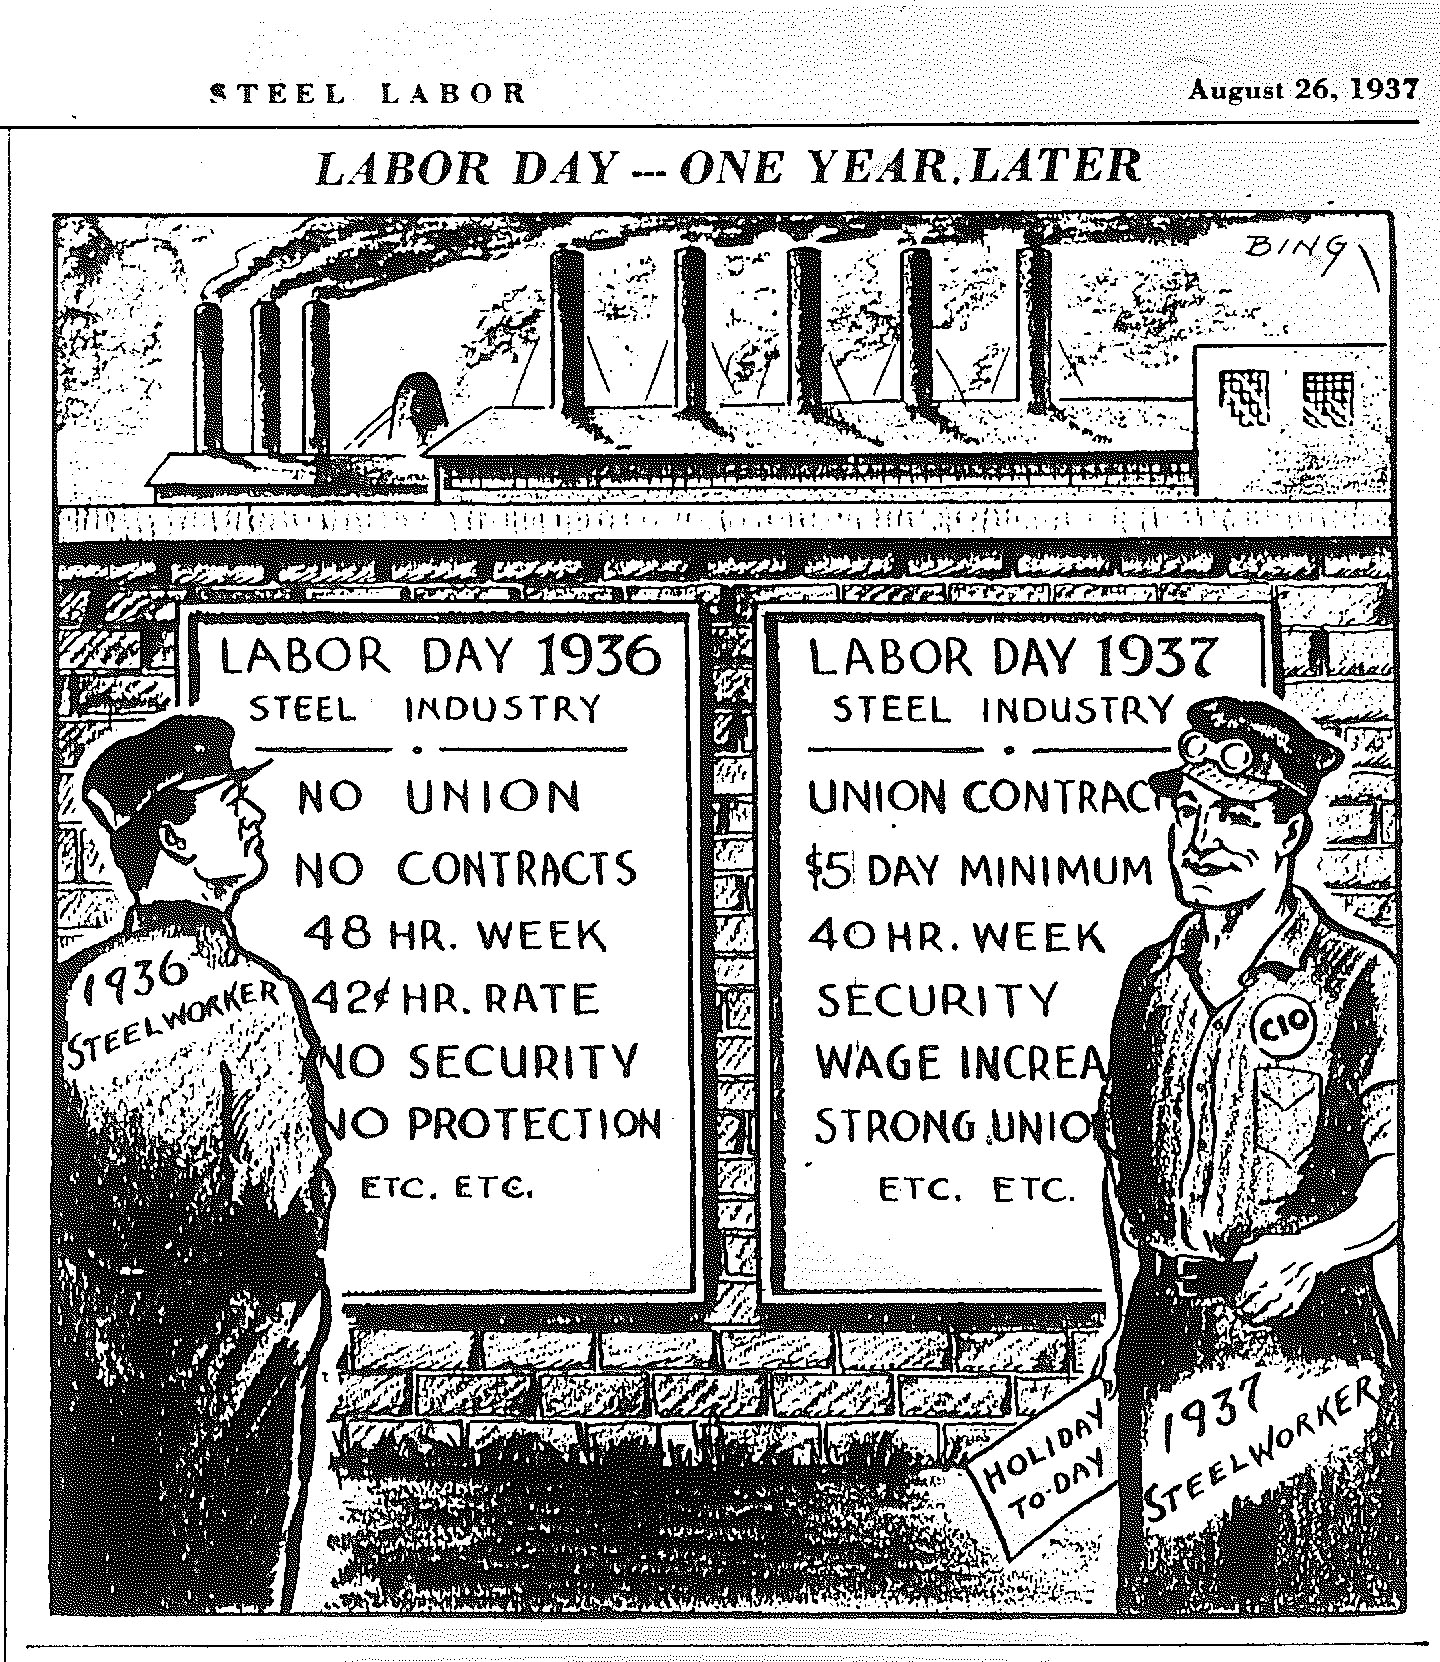 STEEL LABOR
August 26, 1937
LABOR DAY --- ONE YEAR LATER
BING
LABOR DAY 1936
STEEL INDUSTRY
NO UNION
NO CONTRACTS
48 HR. WEEK
42¢ HR. RATE
NO SECURITY
NO PROTECTION
ETC. ETC.
LABOR DAY 1937
STEEL INDUSTRY
UNION CONTRAC
$5 DAY MINIMUM
40 HR. WEEK
SECURITY
WAGE INCREA
STRONG UNIO
ETC. ETC.
1936
STEELWORKER
CIO
HOLIDAY
TO-DAY
1937
STEELWORKER